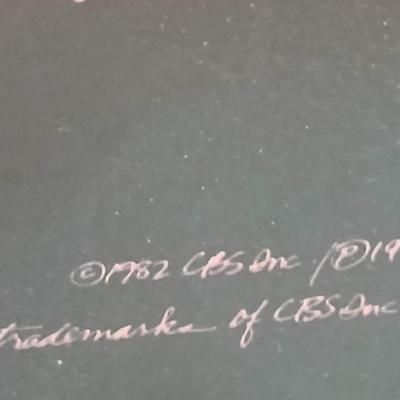 ©1982 CBS Inc. / ℗ 19
trademarks of CBS Inc